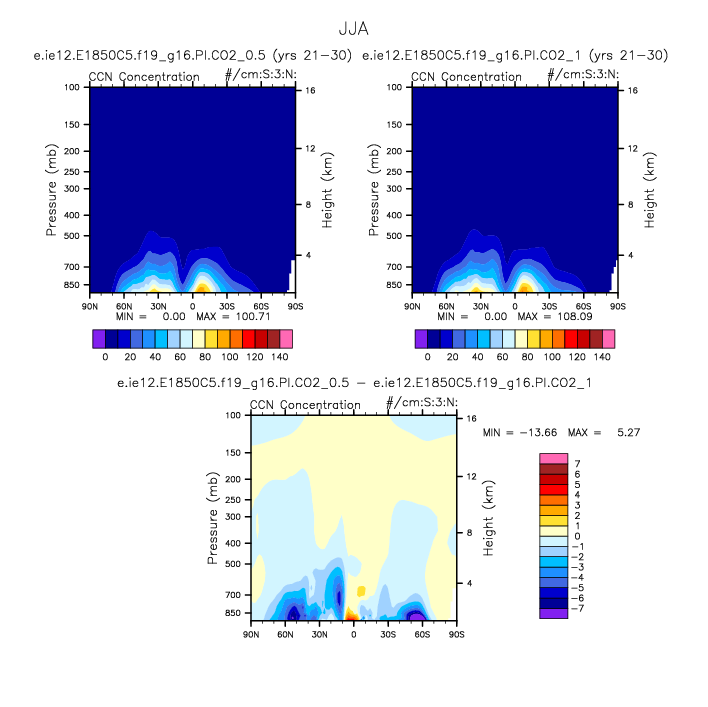 JJA
e.ie12.E1850C5.f19_g16.PI.CO2_0.5 (yrs 21-30) e.ie12.E1850C5.f19_g16.PI.CO2_1 (yrs 21-30)
CCN Concentration #/cm:S:3:N: CCN Concentration #/cm:S:3:N:
100 16 100 16
150 12 150 12
200 200
250 250
300 8 300 8
400 400
500 4 500 4
700 700
850 850
Pressure (mb) Height (km) Pressure (mb) Height (km)
90N 60N 30N 0 30S 60S 90S 90N 60N 30N 0 30S 60S 90S
MIN = 0.00 MAX = 100.71 MIN = 0.00 MAX = 108.09
0 20 40 60 80 100 120 140 0 20 40 60 80 100 120 140
e.ie12.E1850C5.f19_g16.PI.CO2_0.5 - e.ie12.E1850C5.f19_g16.PI.CO2_1
CCN Concentration #/cm:S:3:N:
MIN = -13.66 MAX = 5.27
100 16
150 12
200
250
300 8
400
500 4
700
850
Pressure (mb) Height (km)
90N 60N 30N 0 30S 60S 90S
7
6
5
4
3
2
1
0
-1
-2
-3
-4
-5
-6
-7